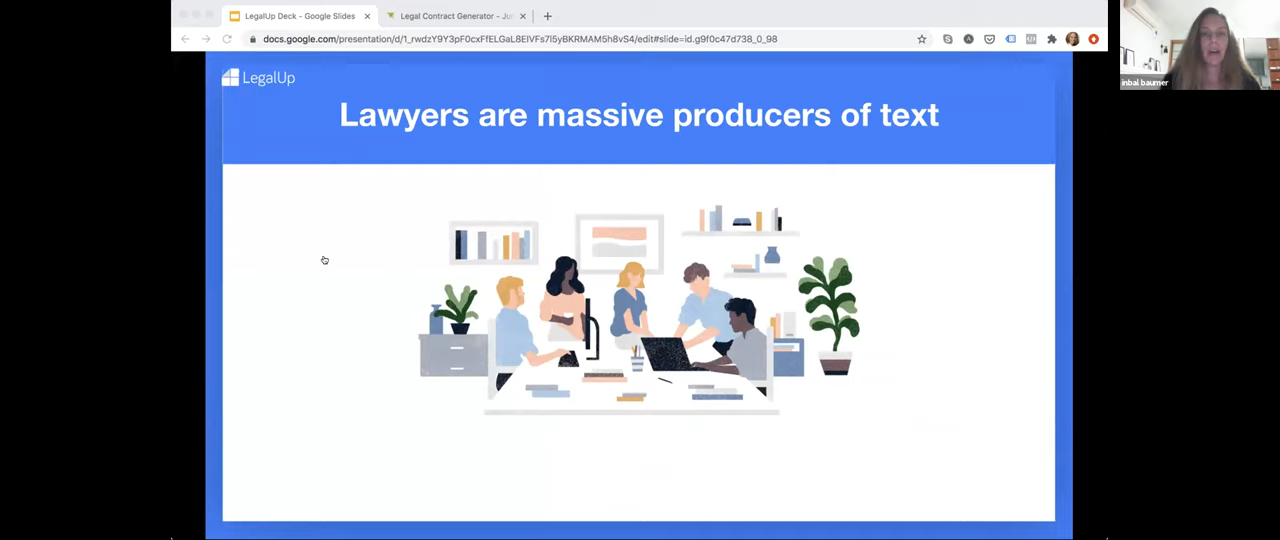 LegalUp Deck - Google Slides
Legal Contract Generator - Ju
docs.google.com/presentation/d/1_rwdzY9Y3pF0cxFfELGaL8EIVFs7l5yBKRMAM5h8vS4/edit#slide=id.g9f0c47d738_0_98
inbal baumer
LegalUp
Lawyers are massive producers of text